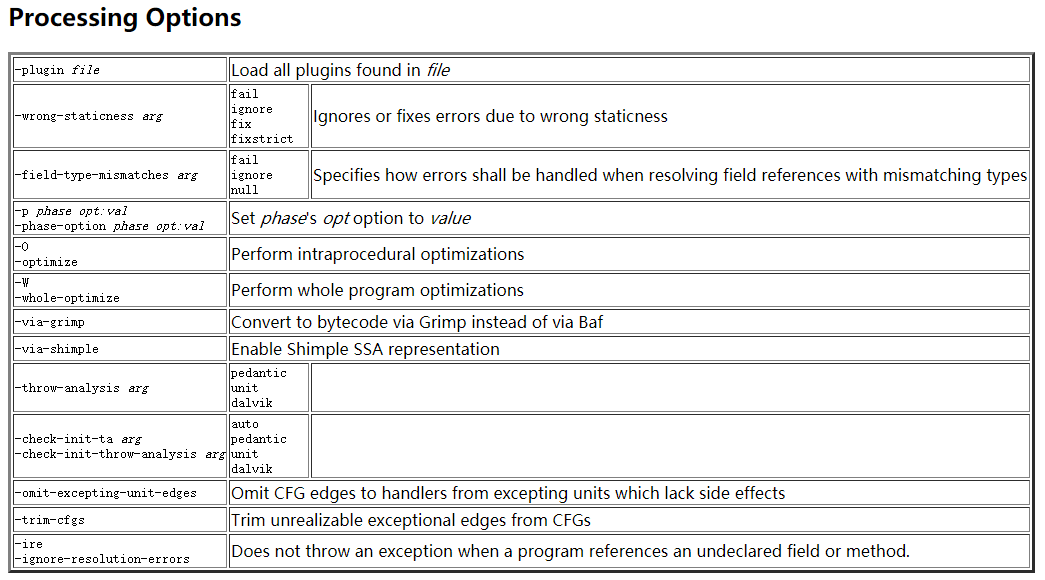 Processing Options
-plugin file
Load all plugins found in file
-wrong-staticness arg
fail
ignore
fix
fixstrict
Ignores or fixes errors due to wrong staticness
-field-type-mismatches arg
fail
ignore
null
Specifies how errors shall be handled when resolving field references with mismatching types
-p phase opt:val
-phase-option phase opt:val
Set phase's opt option to value
-O
-optimize
Perform intraprocedural optimizations
-W
-whole-optimize
Perform whole program optimizations
-via-grimp
Convert to bytecode via Grimp instead of via Baf
-via-shimple
Enable Shimple SSA representation
-throw-analysis arg
pedantic
unit
dalvik
-check-init-ta arg
-check-init-throw-analysis arg
auto
pedantic
unit
dalvik
-omit-excepting-unit-edges
Omit CFG edges to handlers from excepting units which lack side effects
-trim-cfgs
Trim unrealizable exceptional edges from CFGs
-ire
-ignore-resolution-errors
Does not throw an exception when a program references an undeclared field or method.